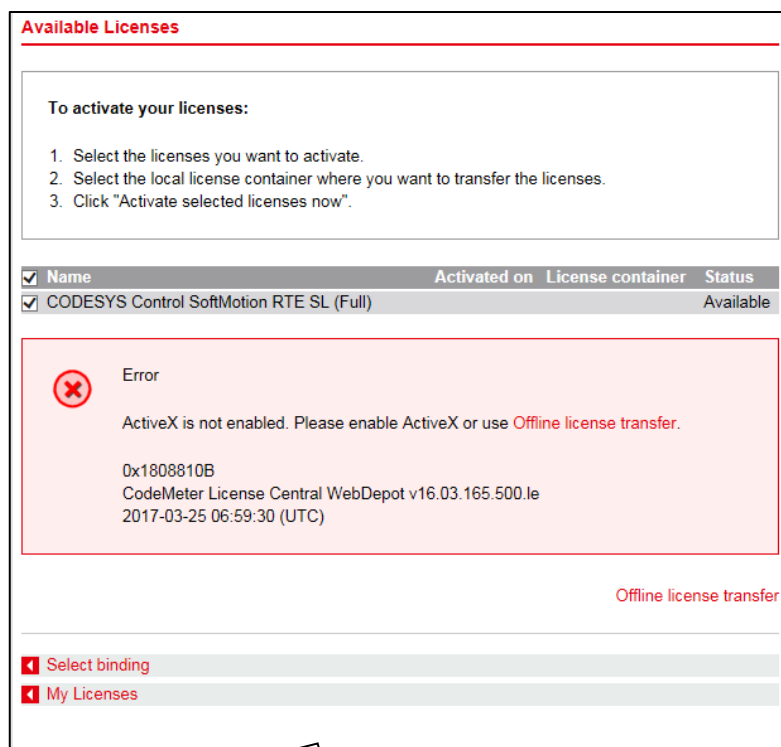 Available Licenses
To activate your licenses:
1. Select the licenses you want to activate.
2. Select the local license container where you want to transfer the licenses.
3. Click "Activate selected licenses now".
Name Activated on License container Status
CODESYS Control SoftMotion RTE SL (Full) Available
Error
ActiveX is not enabled. Please enable ActiveX or use Offline license transfer.
0x1808810B
CodeMeter License Central WebDepot v16.03.165.500.le
2017-03-25 06:59:30 (UTC)
Offline license transfer
Select binding
My Licenses